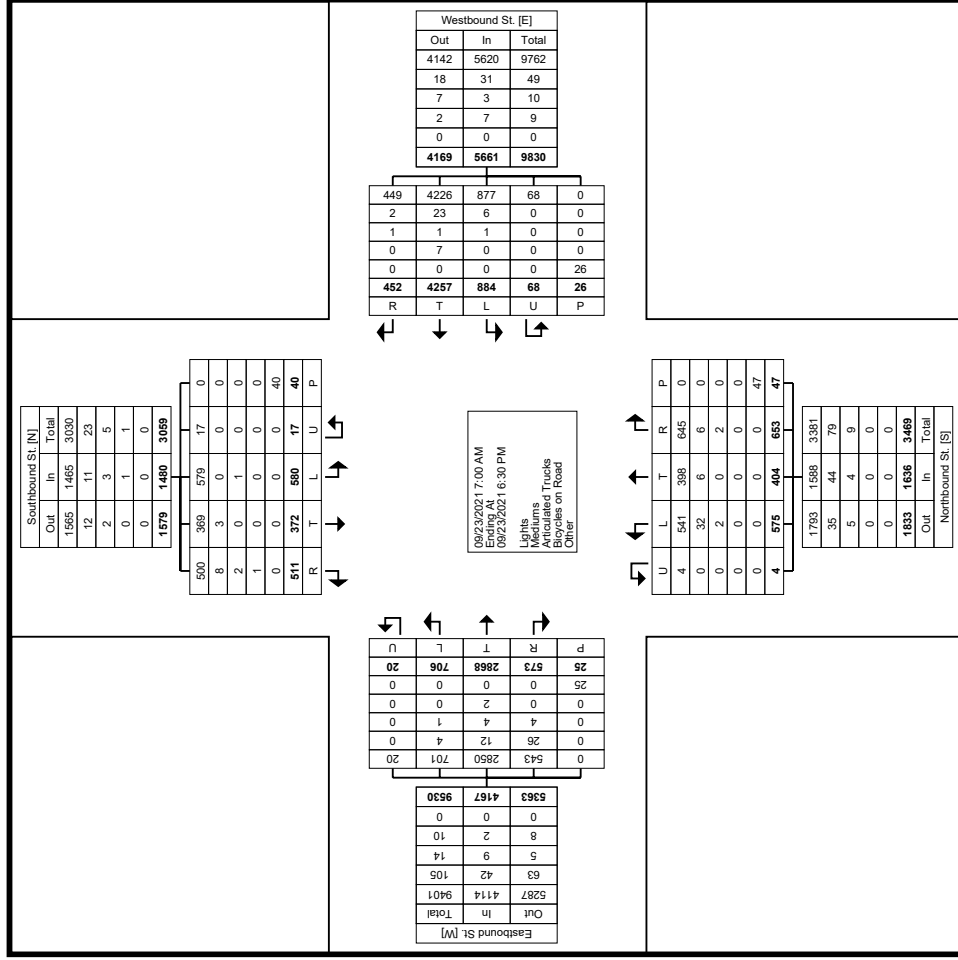 Westbound St. [E]
Out In Total
4142 5620 9762
18 31 49
7 3 10
2 7 9
0 0 0
4169 5661 9830
449 4226 877 68 0
2 23 6 0 0
1 1 1 0 0
0 7 0 0 0
0 0 0 0 26
452 4257 884 68 26
R T L U P
Southbound St. [N]
Out In Total
1565 1465 3030
12 11 23
2 3 5
0 1 1
0 0 0
1579 1480 3059
500 369 579 17 0
8 3 0 0 0
2 0 1 0 0
1 0 0 0 0
0 0 0 0 40
511 372 580 17 40
R T L U P
09/23/2021 7:00 AM
Ending At
09/23/2021 6:30 PM
Lights
Mediums
Articulated Trucks
Bicycles on Road
Other
U L T R P
4 541 398 645 0
0 32 6 6 0
0 2 0 2 0
0 0 0 0 0
0 0 0 0 47
4 575 404 653 47
1793 1588 3381
35 44 79
5 4 9
0 0 0
0 0 0
1833 1636 3469
Out In Total
Northbound St. [S]
Eastbound St. [W]
Out In Total
5287 4114 9401
63 42 105
5 9 14
8 2 10
0 0 0
5363 4167 9530
0 543 2850 701 20
0 26 12 4 0
0 4 4 1 0
0 0 2 0 0
25 0 0 0 0
25 573 2868 706 20
P R T L U